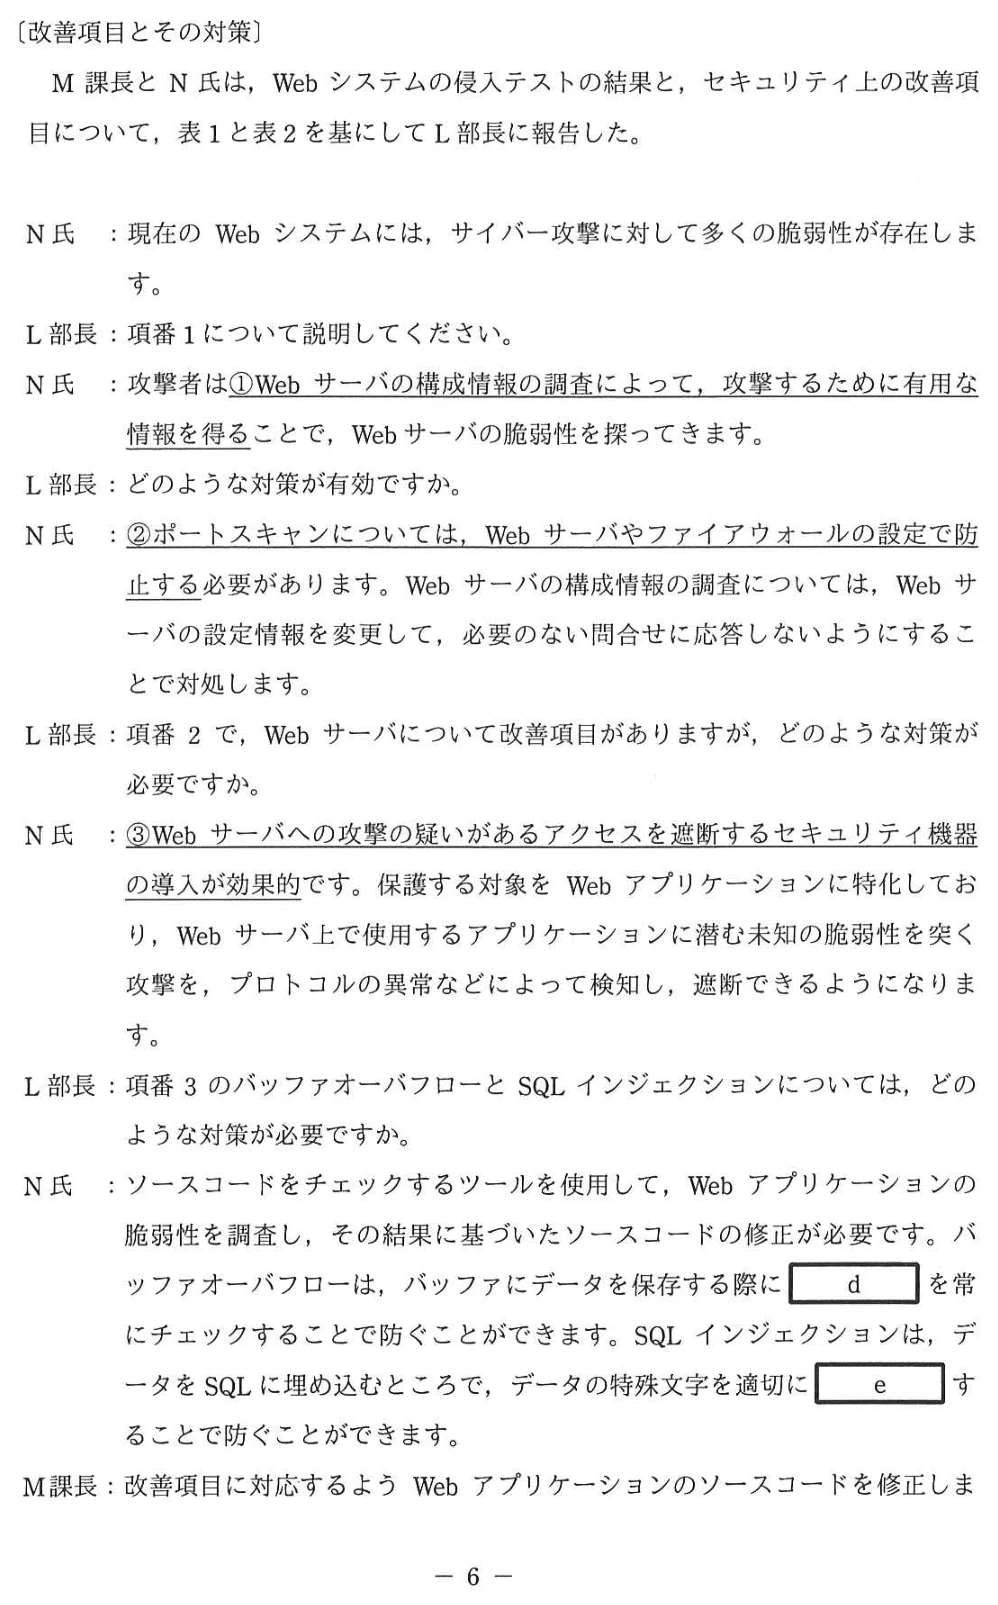 〔改善項目とその対策〕
M 課長と N 氏は，Web システムの侵入テストの結果と，セキュリティ上の改善項
目について，表 1 と表 2 を基にして L 部長に報告した。
N 氏　：現在の Web システムには，サイバー攻撃に対して多くの脆弱性が存在しま
す。
L 部長：項番 1 について説明してください。
N 氏　：攻撃者は①Web サーバの構成情報の調査によって，攻撃するために有用な
情報を得ることで，Web サーバの脆弱性を探ってきます。
L 部長：どのような対策が有効ですか。
N 氏　：②ポートスキャンについては，Web サーバやファイアウォールの設定で防
止する必要があります。Web サーバの構成情報の調査については，Web サ
ーバの設定情報を変更して，必要のない問合せに応答しないようにするこ
とで対処します。
L 部長：項番 2 で，Web サーバについて改善項目がありますが，どのような対策が
必要ですか。
N 氏　：③Web サーバへの攻撃の疑いがあるアクセスを遮断するセキュリティ機器
の導入が効果的です。保護する対象を Web アプリケーションに特化してお
り，Web サーバ上で使用するアプリケーションに潜む未知の脆弱性を突く
攻撃を，プロトコルの異常などによって検知し，遮断できるようになりま
す。
L 部長：項番 3 のバッファオーバフローと SQL インジェクションについては，どの
ような対策が必要ですか。
N 氏　：ソースコードをチェックするツールを使用して，Web アプリケーションの
脆弱性を調査し，その結果に基づいたソースコードの修正が必要です。バ
ッファオーバフローは，バッファにデータを保存する際に d を常
にチェックすることで防ぐことができます。SQL インジェクションは，デ
ータを SQL に埋め込むところで，データの特殊文字を適切に e す
ることで防ぐことができます。
M 課長：改善項目に対応するよう Web アプリケーションのソースコードを修正しま
－ 6 －